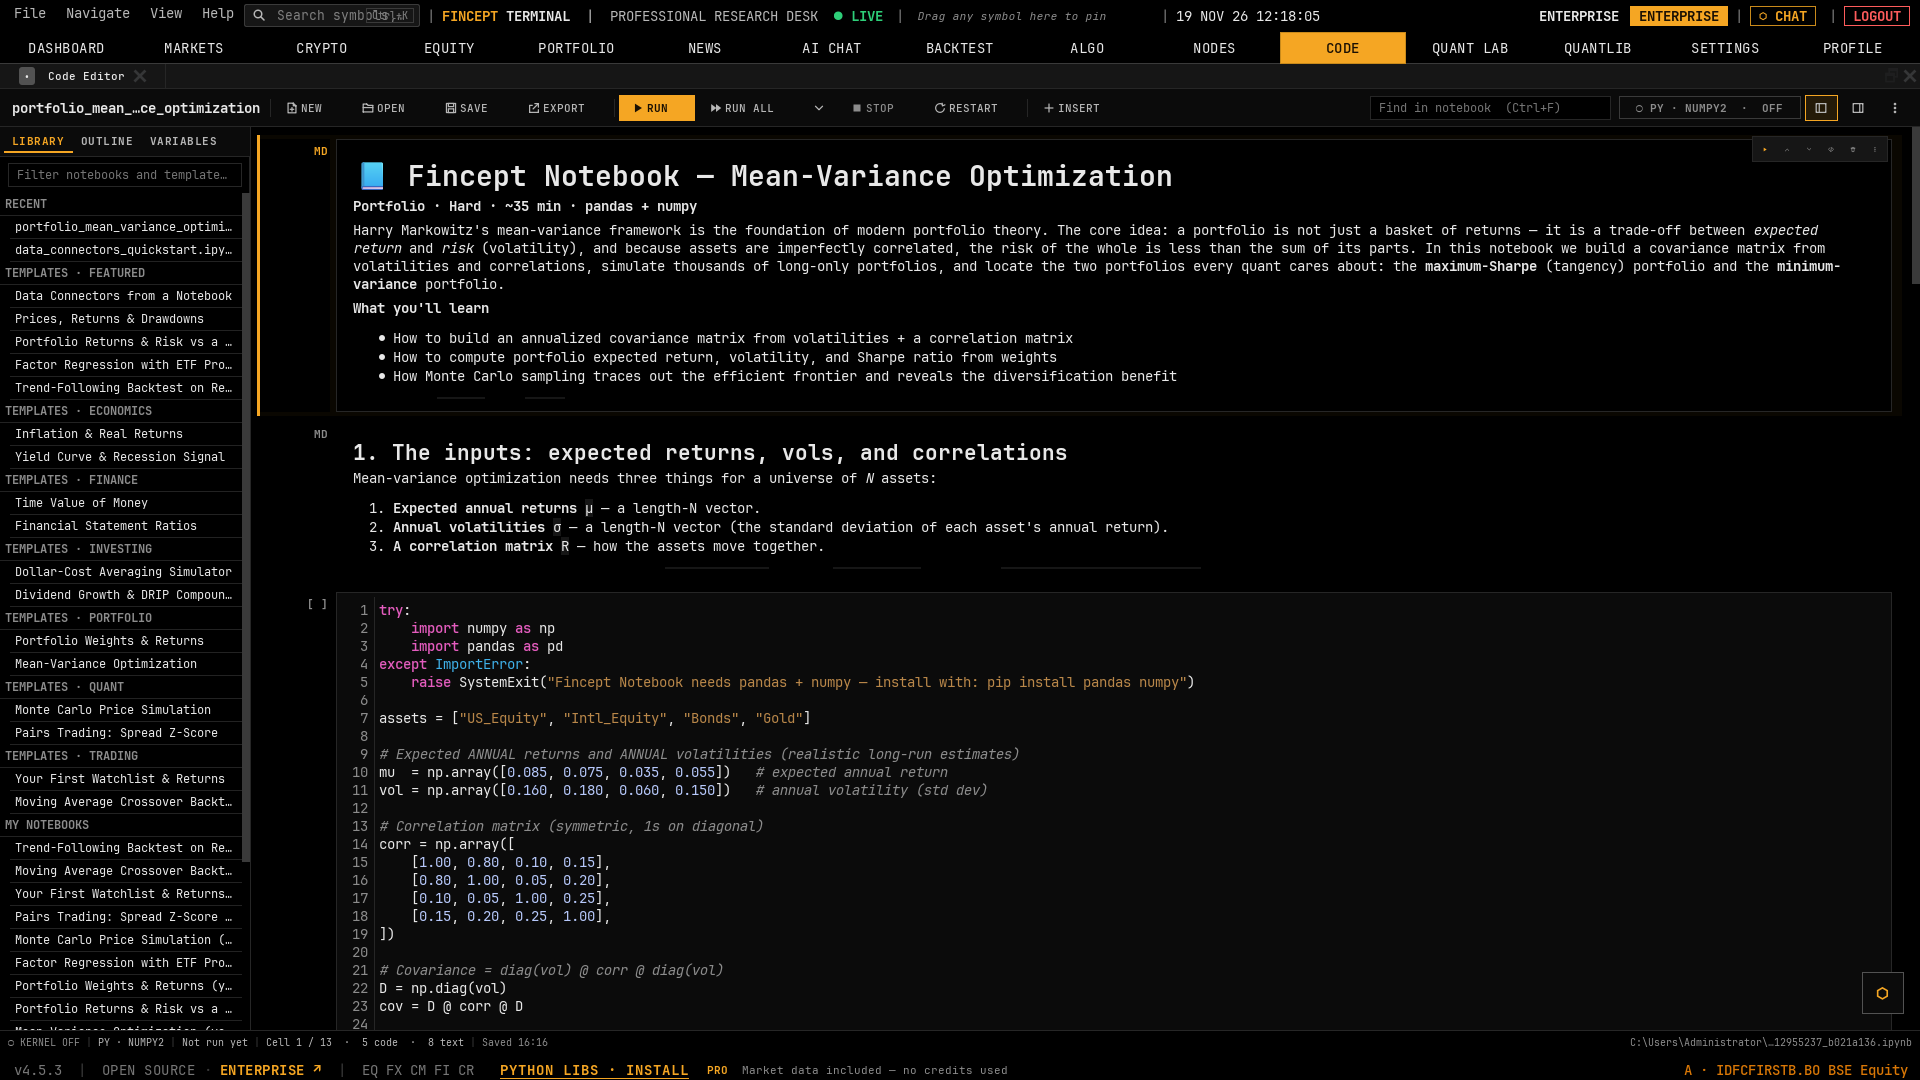 File Navigate View Help Search symb Ctrl+K | FINCEPT TERMINAL | PROFESSIONAL RESEARCH DESK ● LIVE | Drag any symbol here to pin | 19 NOV 26 12:18:05 ENTERPRISE ENTERPRISE | CHAT | LOGOUT
DASHBOARD MARKETS CRYPTO EQUITY PORTFOLIO NEWS AI CHAT BACKTEST ALGO NODES CODE QUANT LAB QUANTLIB SETTINGS PROFILE
Code Editor
portfolio_mean_…ce_optimization NEW OPEN SAVE EXPORT RUN RUN ALL STOP RESTART INSERT Find in notebook (Ctrl+F) PY · NUMPY2 · OFF
LIBRARY OUTLINE VARIABLES
Filter notebooks and template…
RECENT
portfolio_mean_variance_optimi…
data_connectors_quickstart.ipy…
TEMPLATES · FEATURED
Data Connectors from a Notebook
Prices, Returns & Drawdowns
Portfolio Returns & Risk vs a …
Factor Regression with ETF Pro…
Trend-Following Backtest on Re…
TEMPLATES · ECONOMICS
Inflation & Real Returns
Yield Curve & Recession Signal
TEMPLATES · FINANCE
Time Value of Money
Financial Statement Ratios
TEMPLATES · INVESTING
Dollar-Cost Averaging Simulator
Dividend Growth & DRIP Compoun…
TEMPLATES · PORTFOLIO
Portfolio Weights & Returns
Mean-Variance Optimization
TEMPLATES · QUANT
Monte Carlo Price Simulation
Pairs Trading: Spread Z-Score
TEMPLATES · TRADING
Your First Watchlist & Returns
Moving Average Crossover Backt…
MY NOTEBOOKS
Trend-Following Backtest on Re…
Moving Average Crossover Backt…
Your First Watchlist & Returns…
Pairs Trading: Spread Z-Score …
Monte Carlo Price Simulation (…
Factor Regression with ETF Pro…
Portfolio Weights & Returns (y…
Portfolio Returns & Risk vs a …
MD
Fincept Notebook — Mean-Variance Optimization
Portfolio · Hard · ~35 min · pandas + numpy
Harry Markowitz's mean-variance framework is the foundation of modern portfolio theory. The core idea: a portfolio is not just a basket of returns — it is a trade-off between expected
return and risk (volatility), and because assets are imperfectly correlated, the risk of the whole is less than the sum of its parts. In this notebook we build a covariance matrix from
volatilities and correlations, simulate thousands of long-only portfolios, and locate the two portfolios every quant cares about: the maximum-Sharpe (tangency) portfolio and the minimum-
variance portfolio.
What you'll learn
● How to build an annualized covariance matrix from volatilities + a correlation matrix
● How to compute portfolio expected return, volatility, and Sharpe ratio from weights
● How Monte Carlo sampling traces out the efficient frontier and reveals the diversification benefit
MD
1. The inputs: expected returns, vols, and correlations
Mean-variance optimization needs three things for a universe of N assets:
1. Expected annual returns μ — a length-N vector.
2. Annual volatilities σ — a length-N vector (the standard deviation of each asset's annual return).
3. A correlation matrix R — how the assets move together.
[ ]
1 try:
2     import numpy as np
3     import pandas as pd
4 except ImportError:
5     raise SystemExit("Fincept Notebook needs pandas + numpy — install with: pip install pandas numpy")
6
7 assets = ["US_Equity", "Intl_Equity", "Bonds", "Gold"]
8
9 # Expected ANNUAL returns and ANNUAL volatilities (realistic long-run estimates)
10 mu  = np.array([0.085, 0.075, 0.035, 0.055])   # expected annual return
11 vol = np.array([0.160, 0.180, 0.060, 0.150])   # annual volatility (std dev)
12
13 # Correlation matrix (symmetric, 1s on diagonal)
14 corr = np.array([
15     [1.00, 0.80, 0.10, 0.15],
16     [0.80, 1.00, 0.05, 0.20],
17     [0.10, 0.05, 1.00, 0.25],
18     [0.15, 0.20, 0.25, 1.00],
19 ])
20
21 # Covariance = diag(vol) @ corr @ diag(vol)
22 D = np.diag(vol)
23 cov = D @ corr @ D
24
○ KERNEL OFF | PY · NUMPY2 | Not run yet | Cell 1 / 13 · 5 code · 8 text | Saved 16:16 C:\Users\Administrator\…12955237_b021a136.ipynb
v4.5.3 | OPEN SOURCE · ENTERPRISE ↗ | EQ FX CM FI CR PYTHON LIBS · INSTALL PRO Market data included — no credits used A · IDFCFIRSTB.BO BSE Equity